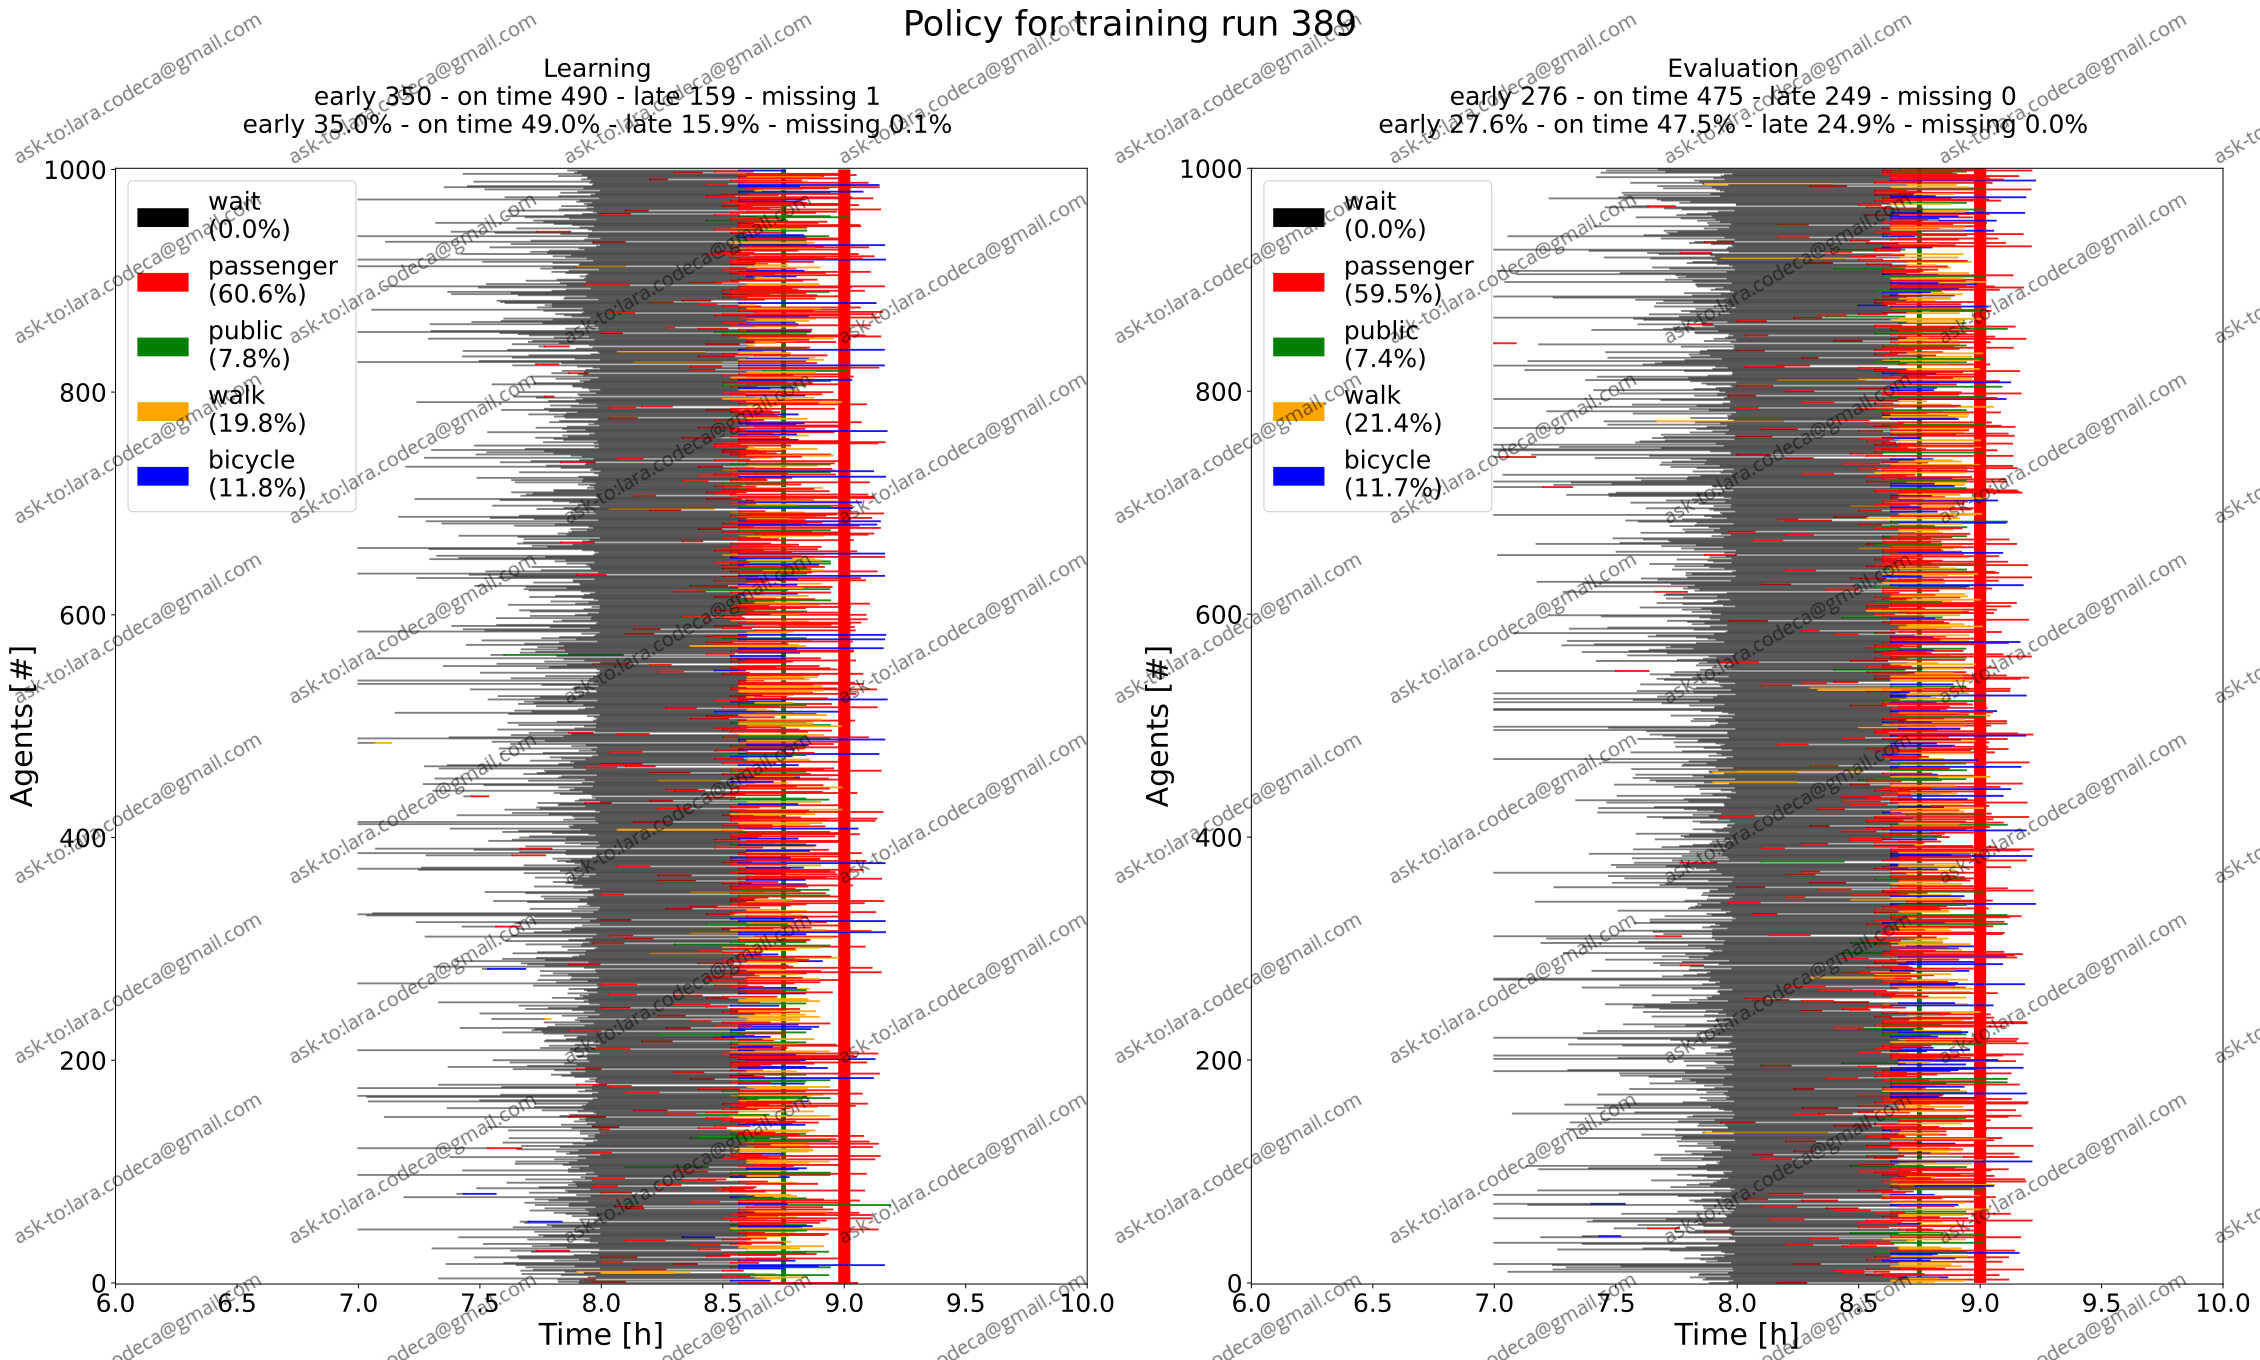 Policy for training run 389
Learning
early 350 - on time 490 - late 159 - missing 1
early 35.0% - on time 49.0% - late 15.9% - missing 0.1%
1000
800
600
400
200
0
Agents [#]
wait
(0.0%)
passenger
(60.6%)
public
(7.8%)
walk
(19.8%)
bicycle
(11.8%)
6.0 6.5 7.0 7.5 8.0 8.5 9.0 9.5 10.0
Time [h]
Evaluation
early 276 - on time 475 - late 249 - missing 0
early 27.6% - on time 47.5% - late 24.9% - missing 0.0%
1000
800
600
400
200
0
Agents [#]
wait
(0.0%)
passenger
(59.5%)
public
(7.4%)
walk
(21.4%)
bicycle
(11.7%)
6.0 6.5 7.0 7.5 8.0 8.5 9.0 9.5 10.0
Time [h]
ask-to:lara.codeca@gmail.com